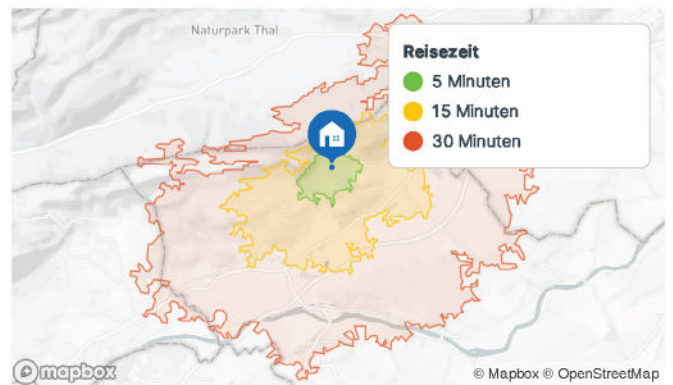 Naturpark Thal
Reisezeit
5 Minuten
15 Minuten
30 Minuten
mapbox
© Mapbox © OpenStreetMap